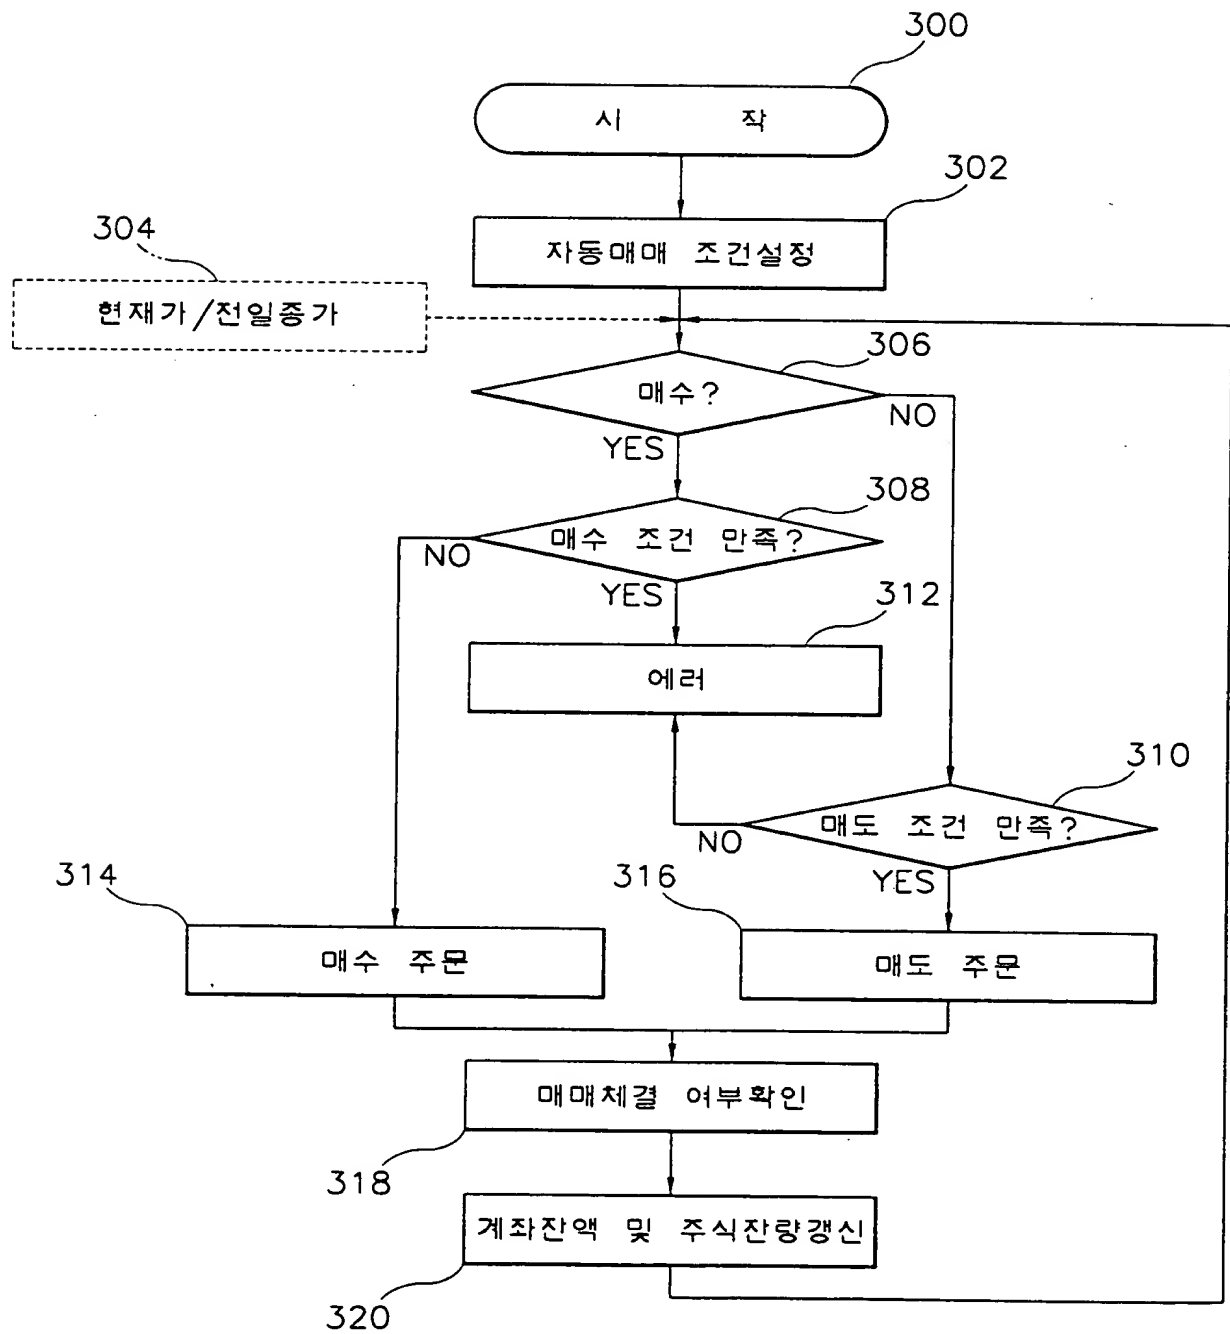 300
시 작
302
자동매매 조건설정
304
현재가/전일종가
306
매수?
NO
YES
308
매수 조건 만족?
NO
YES
312
에러
310
매도 조건 만족?
NO
YES
314
매수 주문
316
매도 주문
매매체결 여부확인
318
계좌잔액 및 주식잔량갱신
320